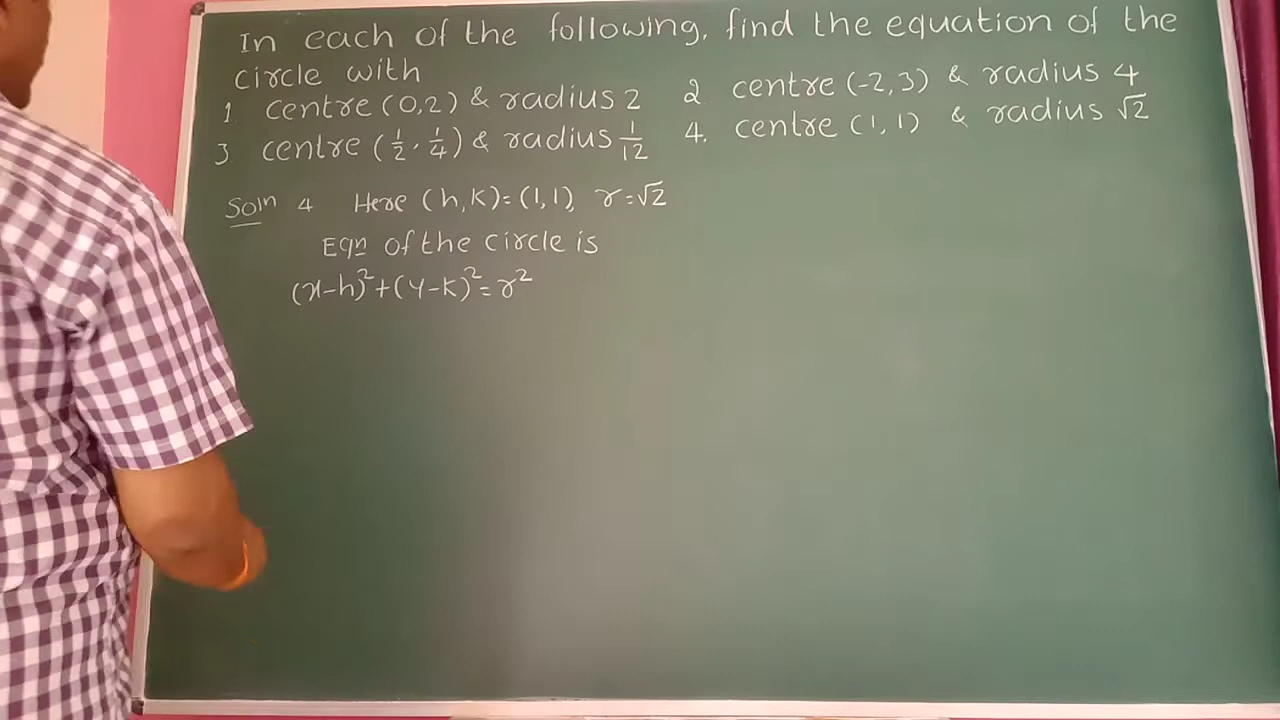 In each of the following, find the equation of the
circle with
1 centre (0,2) & radius 2 2 centre (-2,3) & radius 4
3 centre (1/2, 1/4) & radius 1/12 4. centre (1,1) & radius √2
Soln 4 Here (h,k)=(1,1), r=√2
Eqn of the circle is
(x-h)²+(y-k)²=r²